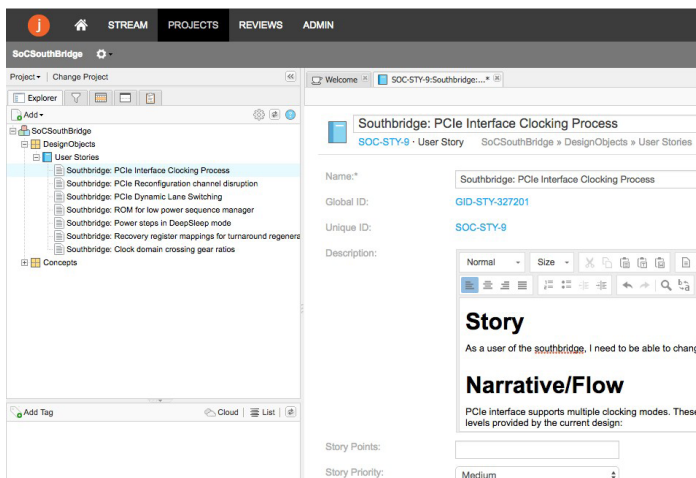 j STREAM PROJECTS REVIEWS ADMIN
SoCSouthBridge
Project Change Project
Welcome SOC-STY-9:Southbridge:...*
Explorer
Add
SoCSouthBridge
DesignObjects
User Stories
Southbridge: PCIe Interface Clocking Process
Southbridge: PCIe Reconfiguration channel disruption
Southbridge: PCIe Dynamic Lane Switching
Southbridge: ROM for low power sequence manager
Southbridge: Power steps in DeepSleep mode
Southbridge: Recovery register mappings for turnaround regenera
Southbridge: Clock domain crossing gear ratios
Concepts
Add Tag Cloud List
Southbridge: PCIe Interface Clocking Process
SOC-STY-9 · User Story SoCSouthBridge » DesignObjects » User Stories
Name:* Southbridge: PCIe Interface Clocking Process
Global ID: GID-STY-327201
Unique ID: SOC-STY-9
Description:
Normal Size
Story
As a user of the southbridge, I need to be able to chang
Narrative/Flow
PCIe interface supports multiple clocking modes. These
levels provided by the current design:
Story Points:
Story Priority: Medium